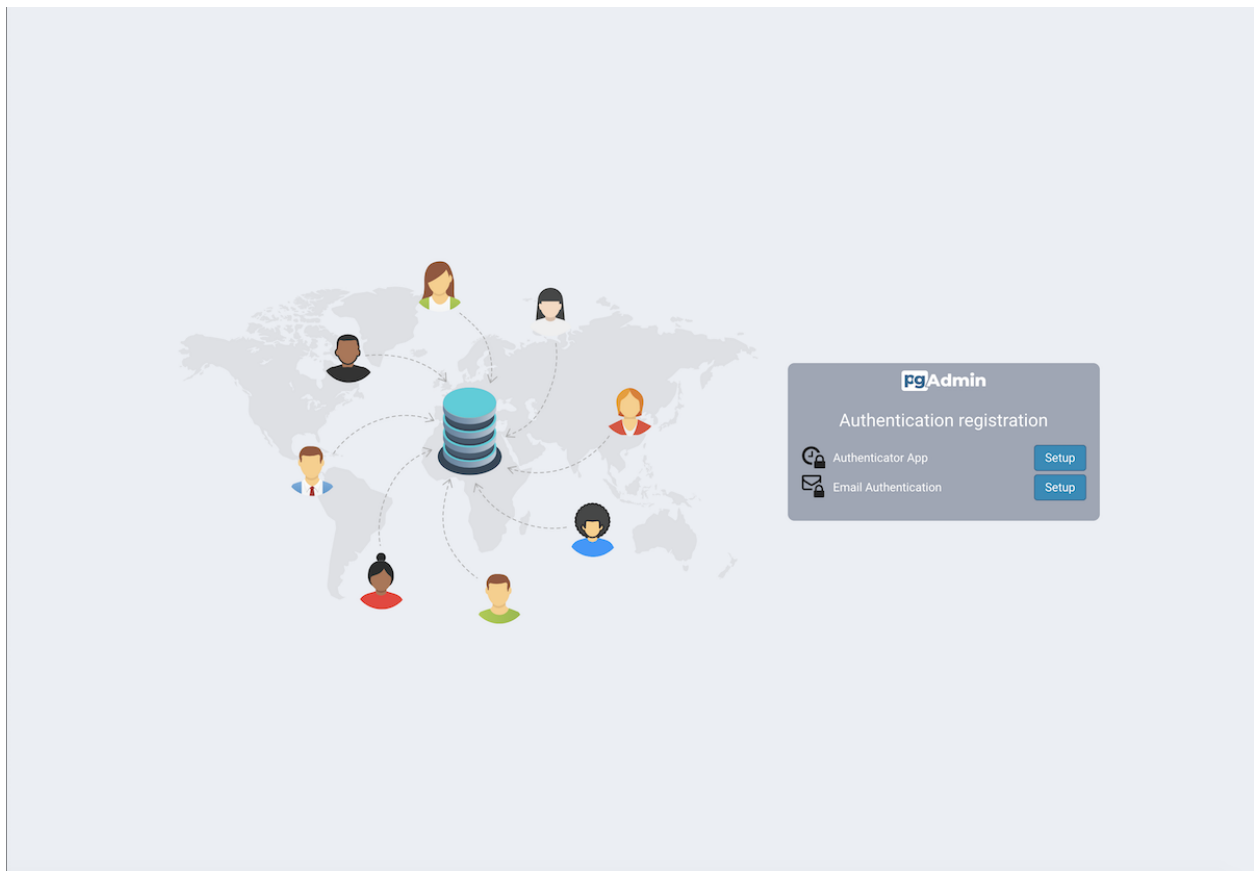 pgAdmin
Authentication registration
Authenticator App Setup
Email Authentication Setup